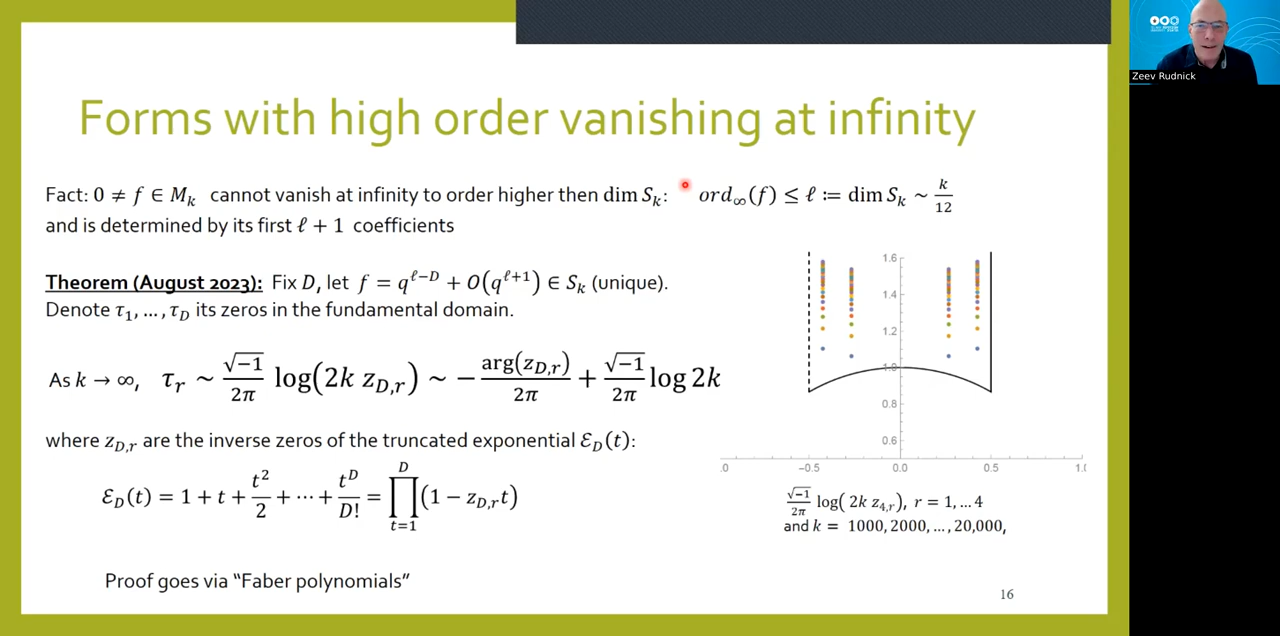 Zeev Rudnick
Forms with high order vanishing at infinity
Fact: 0 ≠ f ∈ M_k cannot vanish at infinity to order higher then dim S_k: ord_∞(f) ≤ ℓ := dim S_k ~ k/12
and is determined by its first ℓ + 1 coefficients
Theorem (August 2023): Fix D, let f = q^{ℓ−D} + O(q^{ℓ+1}) ∈ S_k (unique).
Denote τ_1, … , τ_D its zeros in the fundamental domain.
As k → ∞, τ_r ~ √−1/2π log(2k z_{D,r}) ~ − arg(z_{D,r})/2π + √−1/2π log 2k
where z_{D,r} are the inverse zeros of the truncated exponential ℰ_D(t):
ℰ_D(t) = 1 + t + t^2/2 + ⋯ + t^D/D! = ∏_{t=1}^{D} (1 − z_{D,r}t)
Proof goes via “Faber polynomials”
1.6
1.4
1.2
1.0
0.8
0.6
.0 −0.5 0.0 0.5 1.(
√−1/2π log( 2k z_{4,r}), r = 1, … 4
and k = 1000, 2000, … , 20,000,
16